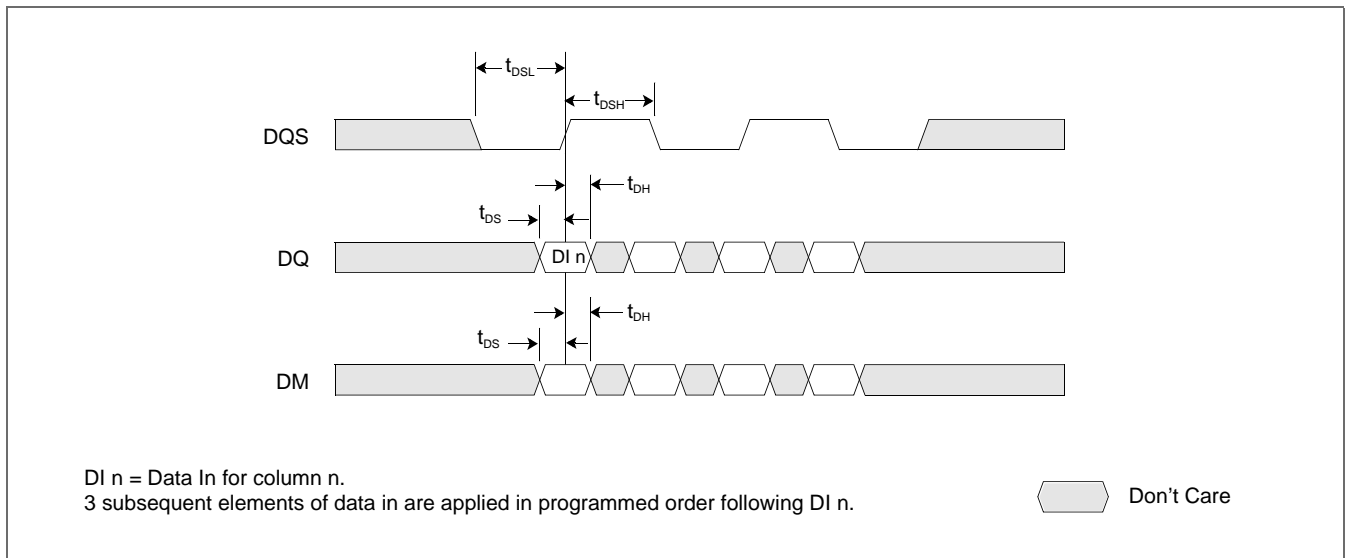 tDSL
tDSH
DQS
tDH
tDS
DQ
DI n
tDH
tDS
DM
DI n = Data In for column n.
3 subsequent elements of data in are applied in programmed order following DI n.
Don't Care